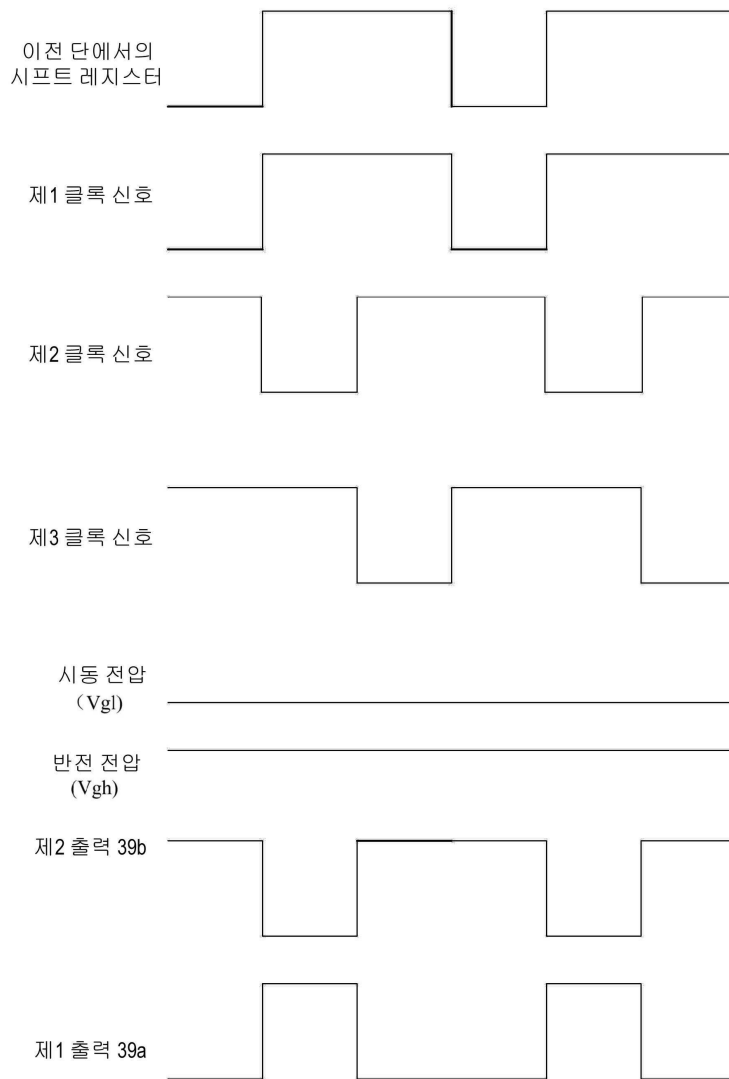 이전 단에서의
시프트 레지스터
제1 클록 신호
제2 클록 신호
제3 클록 신호
시동 전압
(Vgl)
반전 전압
(Vgh)
제2 출력 39b
제1 출력 39a